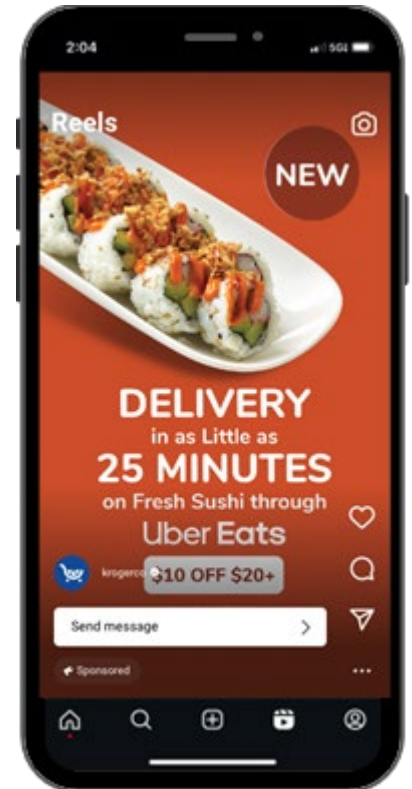 2:04
5G
Reels
NEW
DELIVERY
in as Little as
25 MINUTES
on Fresh Sushi through
Uber Eats
krogerco
$10 OFF $20+
Send message
Sponsored